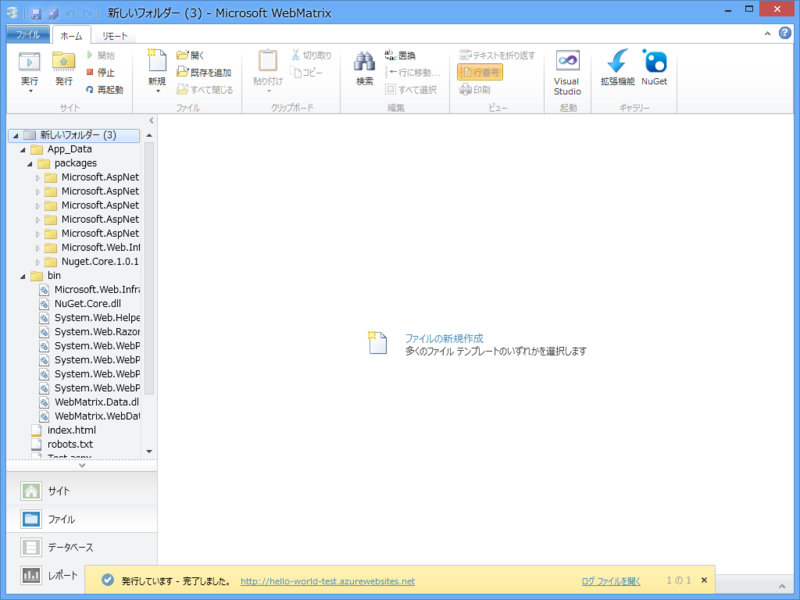 新しいフォルダー (3) - Microsoft WebMatrix
ファイル
ホーム
リモート
実行
発行
開始
停止
再起動
サイト
新規
開く
既存を追加
すべて閉じる
ファイル
貼り付け
切り取り
コピー
クリップボード
検索
置換
行に移動...
すべて選択
編集
テキストを折り返す
行番号
印刷
ビュー
Visual
Studio
起動
拡張機能
NuGet
ギャラリー
新しいフォルダー (3)
App_Data
packages
Microsoft.AspNet
Microsoft.AspNet
Microsoft.AspNet
Microsoft.AspNet
Microsoft.AspNet
Microsoft.Web.Inf
Nuget.Core.1.0.1
bin
Microsoft.Web.Infra
NuGet.Core.dll
System.Web.Helpe
System.Web.Razor
System.Web.WebP
System.Web.WebP
System.Web.WebP
System.Web.WebP
WebMatrix.Data.dl
WebMatrix.WebDat
index.html
robots.txt
Test.aspx
ファイルの新規作成
多くのファイル テンプレートのいずれかを選択します
サイト
ファイル
データベース
レポート
発行しています - 完了しました。 http://hello-world-test.azurewebsites.net ログ ファイルを開く 1 の 1